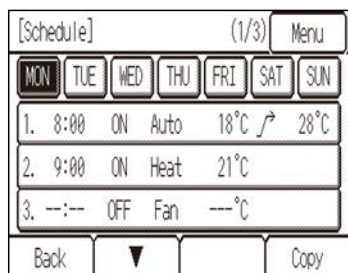 [Schedule] (1/3) Menu
MON TUE WED THU FRI SAT SUN
1. 8:00 ON Auto 18°C 28°C
2. 9:00 ON Heat 21°C
3. --:-- OFF Fan ---°C
Back ▼ Copy